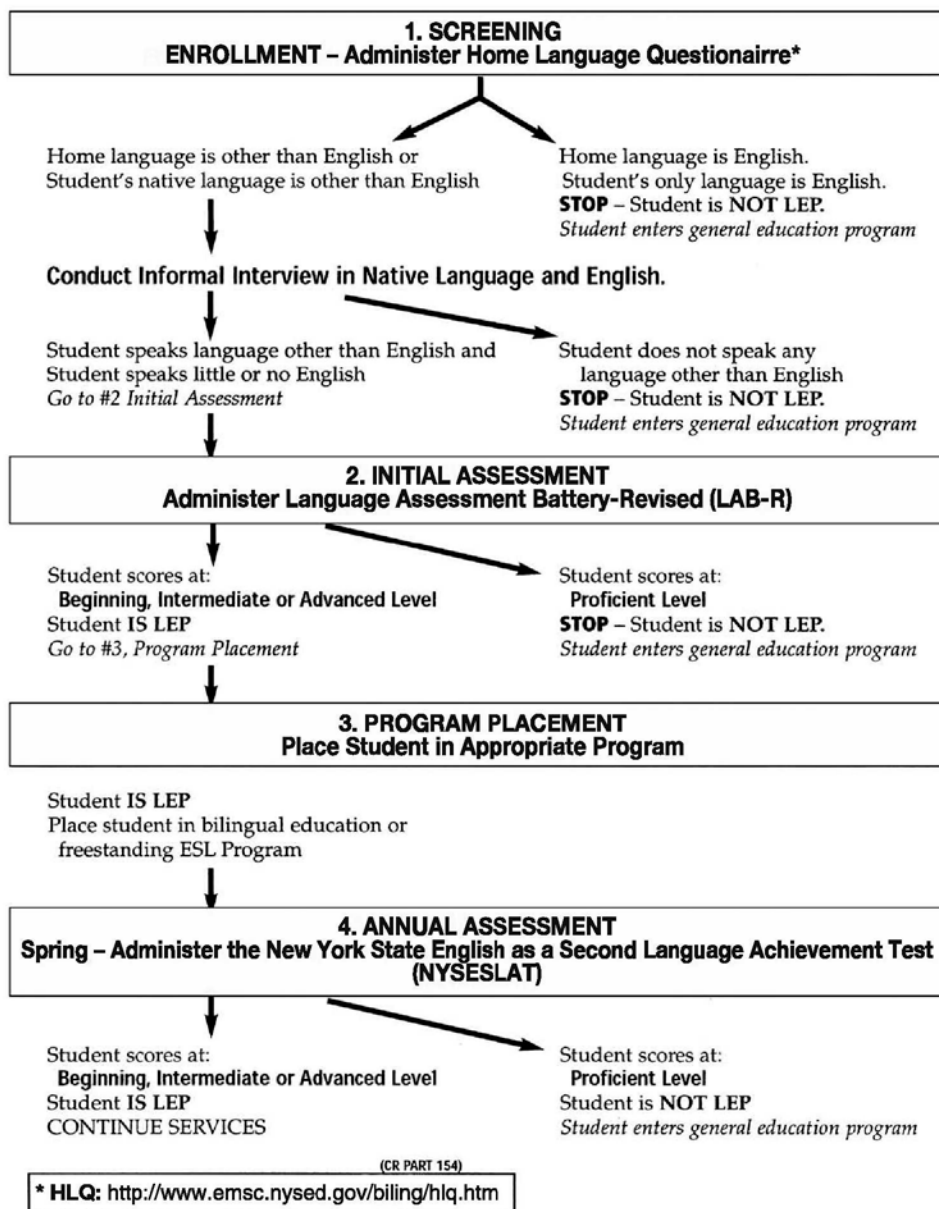 1. SCREENING
ENROLLMENT – Administer Home Language Questionairre*
Home language is other than English or
Student's native language is other than English
Home language is English.
Student's only language is English.
STOP – Student is NOT LEP.
Student enters general education program
Conduct Informal Interview in Native Language and English.
Student speaks language other than English and
Student speaks little or no English
Go to #2 Initial Assessment
Student does not speak any
language other than English
STOP – Student is NOT LEP.
Student enters general education program
2. INITIAL ASSESSMENT
Administer Language Assessment Battery-Revised (LAB-R)
Student scores at:
Beginning, Intermediate or Advanced Level
Student IS LEP
Go to #3, Program Placement
Student scores at:
Proficient Level
STOP – Student is NOT LEP.
Student enters general education program
3. PROGRAM PLACEMENT
Place Student in Appropriate Program
Student IS LEP
Place student in bilingual education or
freestanding ESL Program
4. ANNUAL ASSESSMENT
Spring – Administer the New York State English as a Second Language Achievement Test
(NYSESLAT)
Student scores at:
Beginning, Intermediate or Advanced Level
Student IS LEP
CONTINUE SERVICES
Student scores at:
Proficient Level
Student is NOT LEP
Student enters general education program
(CR PART 154)
* HLQ: http://www.emsc.nysed.gov/biling/hlq.htm